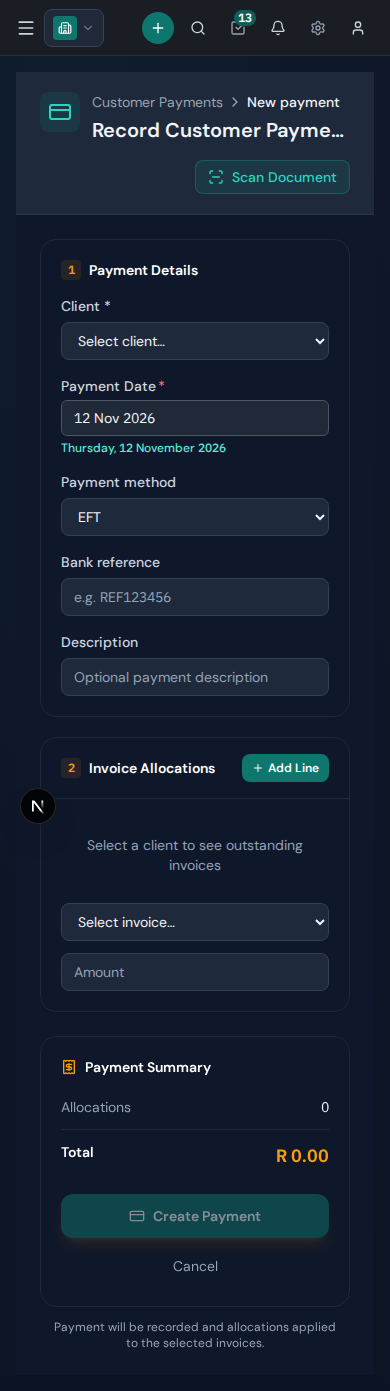 13
Customer Payments > New payment
Record Customer Payme...
Scan Document
1 Payment Details
Client *
Select client...
Payment Date *
12 Nov 2026
Thursday, 12 November 2026
Payment method
EFT
Bank reference
e.g. REF123456
Description
Optional payment description
2 Invoice Allocations + Add Line
N
Select a client to see outstanding
invoices
Select invoice...
Amount
Payment Summary
Allocations 0
Total R 0.00
Create Payment
Cancel
Payment will be recorded and allocations applied
to the selected invoices.